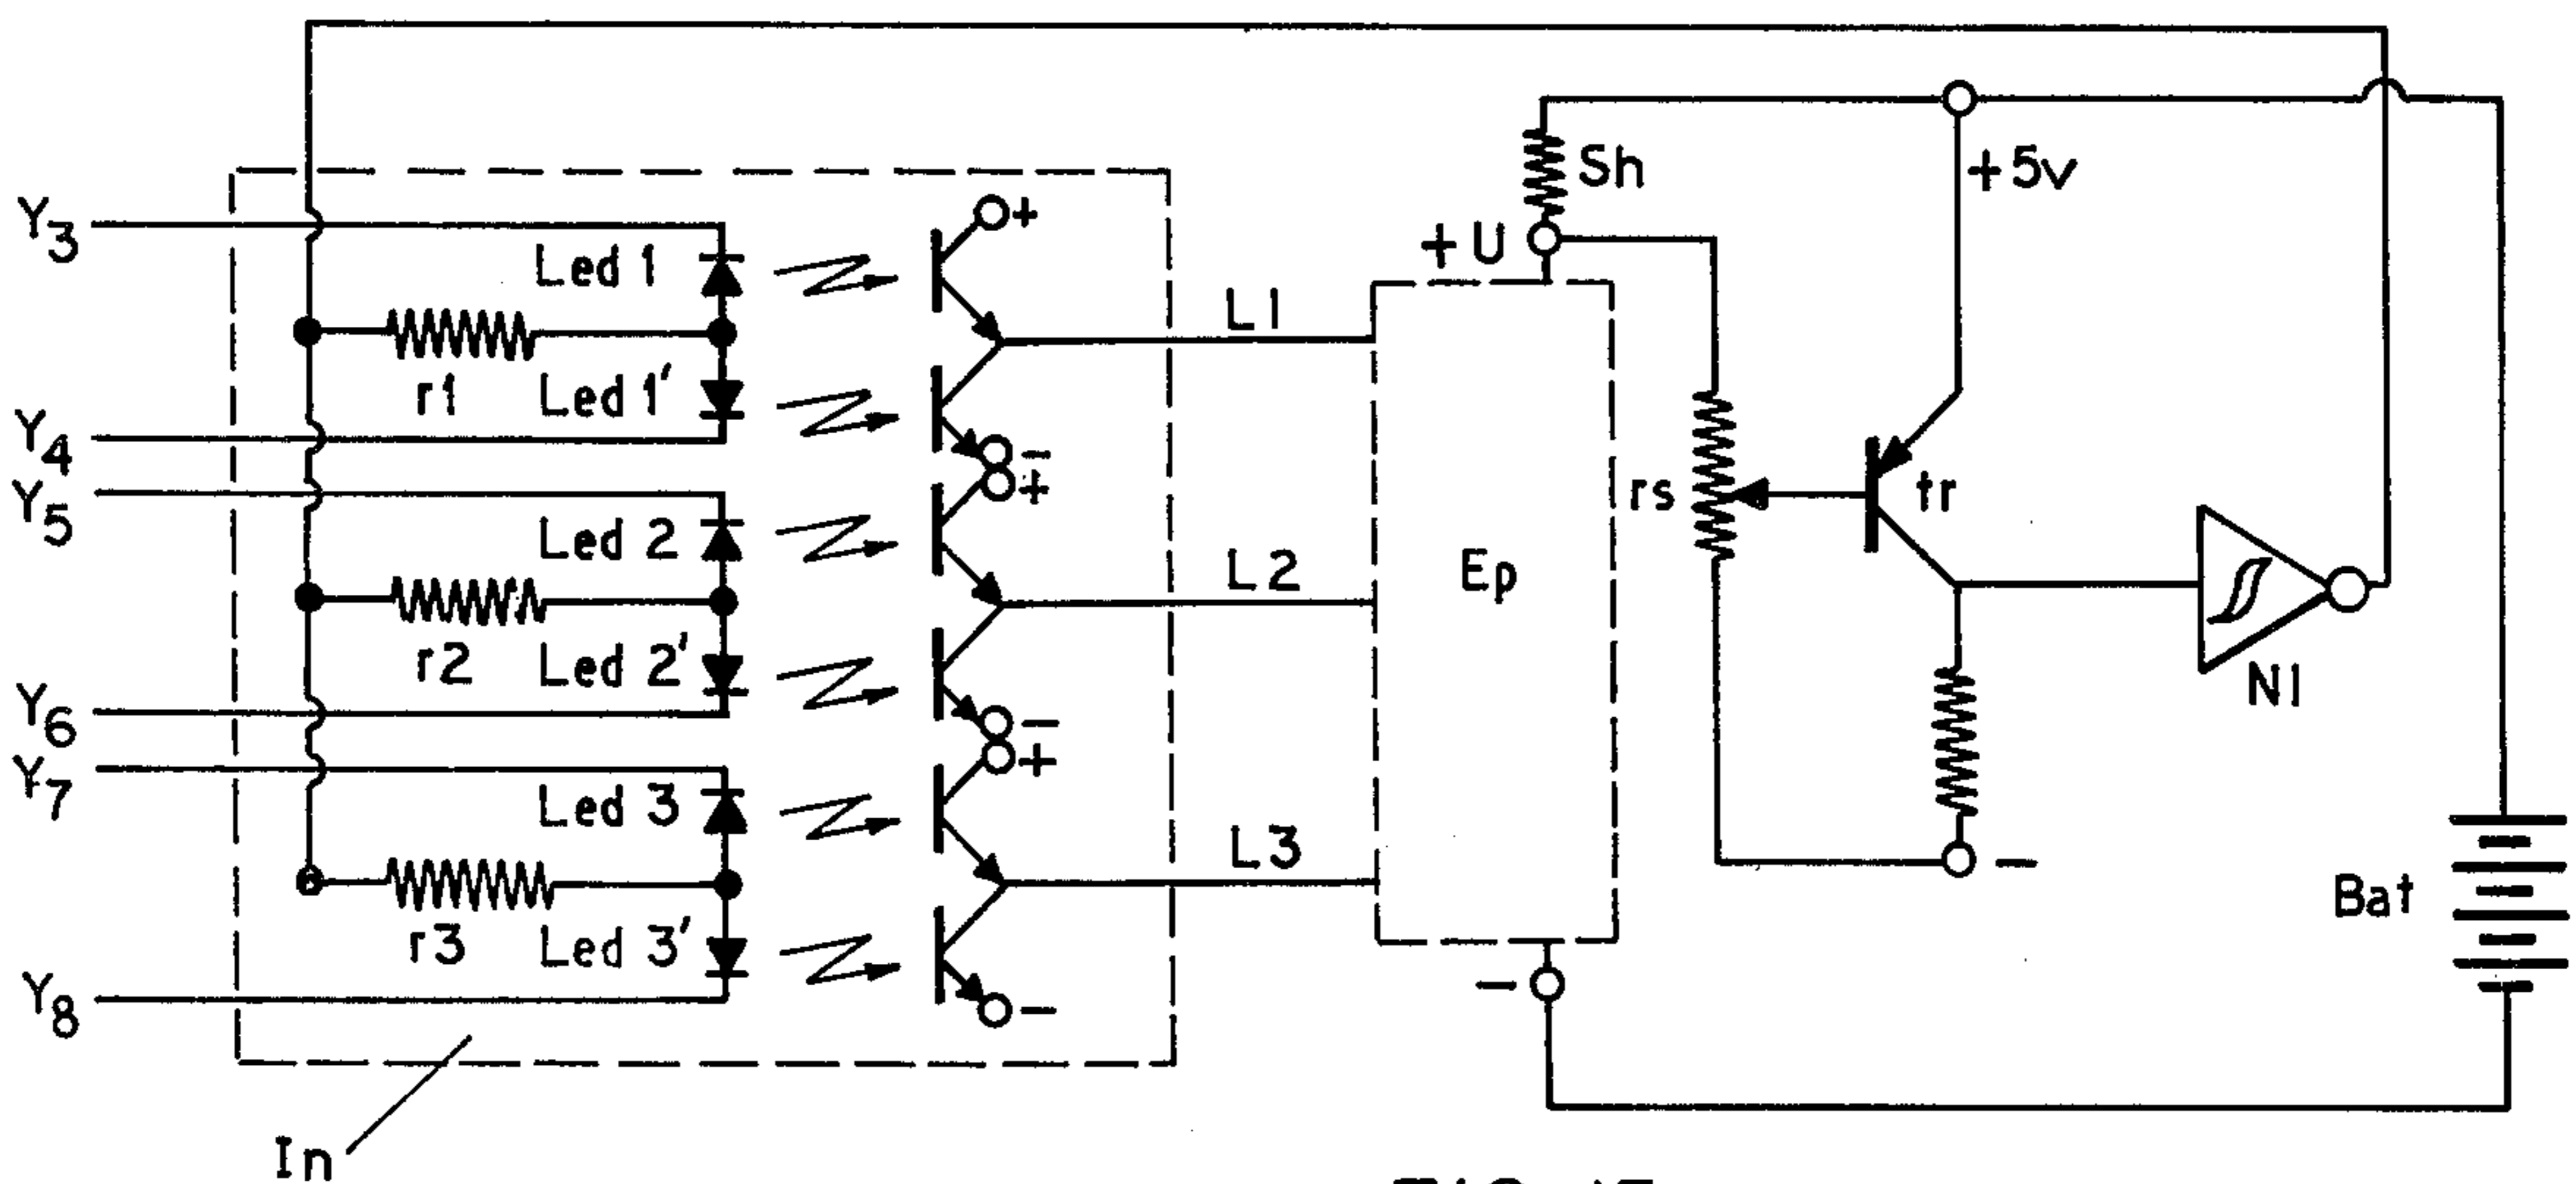 Y3
Y4
Y5
Y6
Y7
Y8
Led 1
r1
Led 1'
Led 2
r2
Led 2'
Led 3
r3
Led 3'
+
-
+
-
+
-
In
L1
L2
L3
Ep
+U
Sh
-
rs
+5v
tr
-
N1
Bat